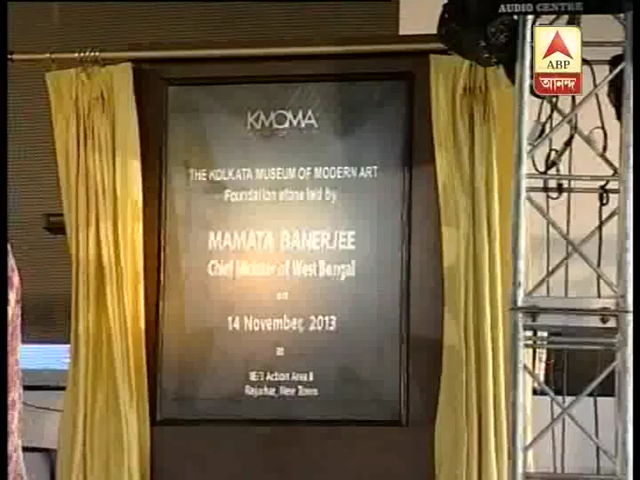 AUDIO CENTRE
ABP
আনন্দ
KMOMA
THE KOLKATA MUSEUM OF MODERN ART
Foundation stone laid by
MAMATA BANERJEE
Chief Minister of West Bengal
on
14 November, 2013
at
Action Area II
Rajarhat, New Town